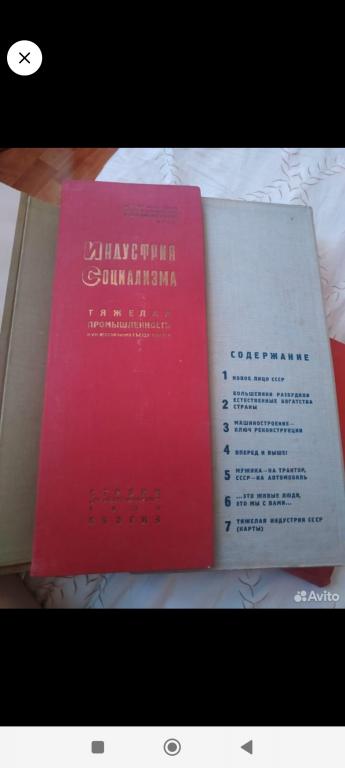 ИНДУСТРИЯ
СОЦИАЛИЗМА
ТЯЖЕЛАЯ
ПРОМЫШЛЕННОСТЬ
СОДЕРЖАНИЕ
1 НОВОЕ ЛИЦО СССР
БОЛЬШЕВИКИ РАЗБУДИЛИ
2 ЕСТЕСТВЕННЫЕ БОГАТСТВА
СТРАНЫ
3 МАШИНОСТРОЕНИЕ—
КЛЮЧ РЕКОНСТРУКЦИИ
4 ВПЕРЕД И ВЫШЕ!
5 МУЖИКА—НА ТРАКТОР,
СССР—НА АВТОМОБИЛЬ
6 ...ЭТО ЖИВЫЕ ЛЮДИ,
ЭТО МЫ С ВАМИ...
7 ТЯЖЕЛАЯ ИНДУСТРИЯ СССР
(КАРТЫ)
Avito